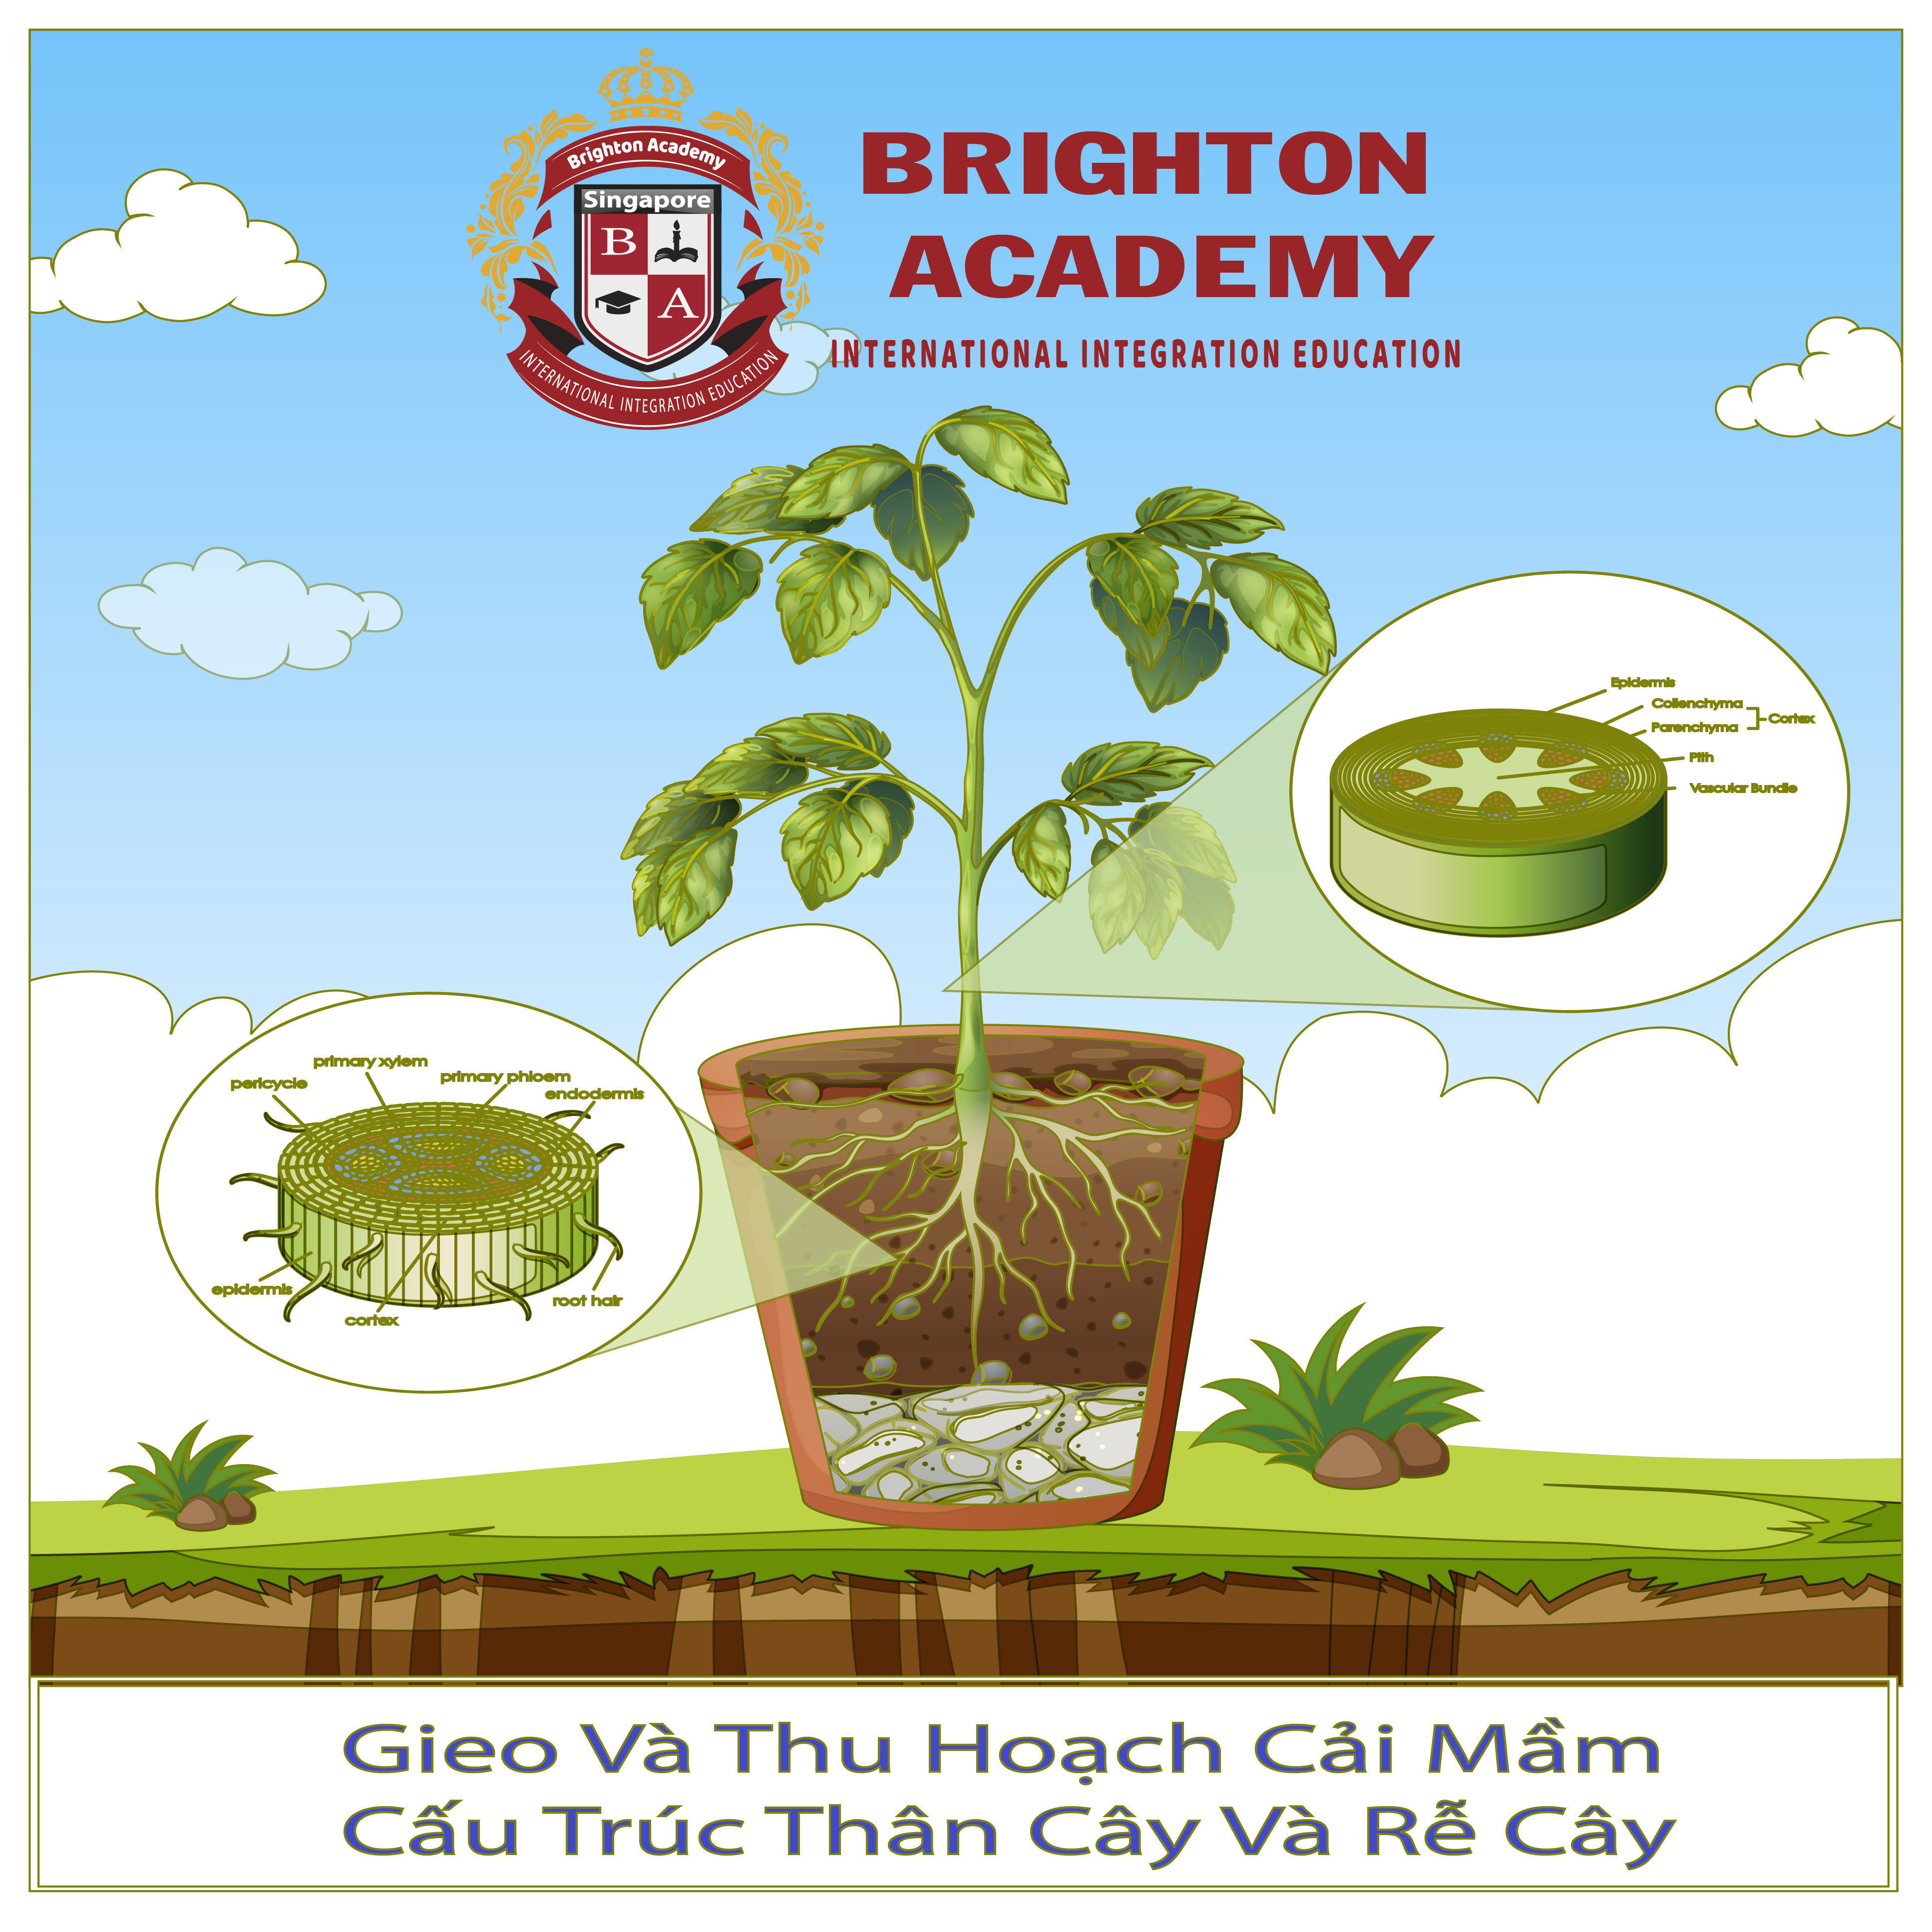 Brighton Academy
Singapore
B
A
INTERNATIONAL INTEGRATION EDUCATION
BRIGHTON
ACADEMY
INTERNATIONAL INTEGRATION EDUCATION
Epidermis
Collenchyma
Parenchyma
Cortex
Pith
Vascular Bundle
primary xylem
pericycle
primary phloem
endodermis
epidermis
root hair
cortex
Gieo Và Thu Hoạch Cải Mầm
Cấu Trúc Thân Cây Và Rễ Cây